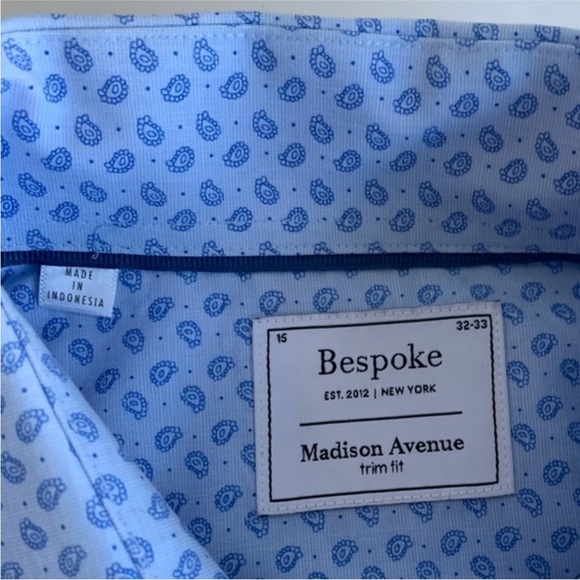 MADE
IN
INDONESIA
15 32-33
Bespoke
EST. 2012 | NEW YORK
Madison Avenue
trim fit